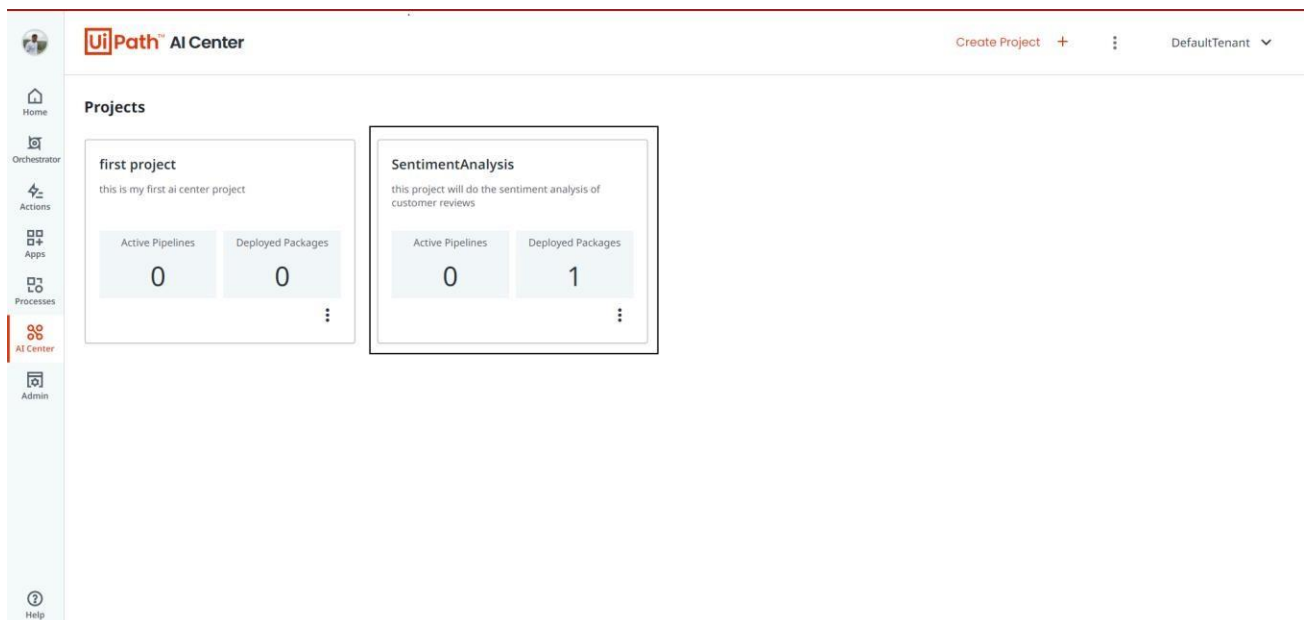 UiPath™ AI Center
Create Project +
DefaultTenant
Home
Orchestrator
Actions
Apps
Processes
AI Center
Admin
Help
Projects
first project
this is my first ai center project
Active Pipelines
Deployed Packages
0
0
SentimentAnalysis
this project will do the sentiment analysis of
customer reviews
Active Pipelines
Deployed Packages
0
1